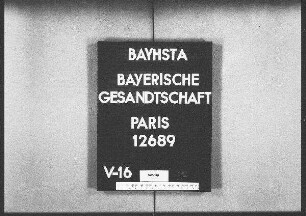 BAYHSTA
BAYERISCHE
GESANDTSCHAFT
PARIS
12689
V-16